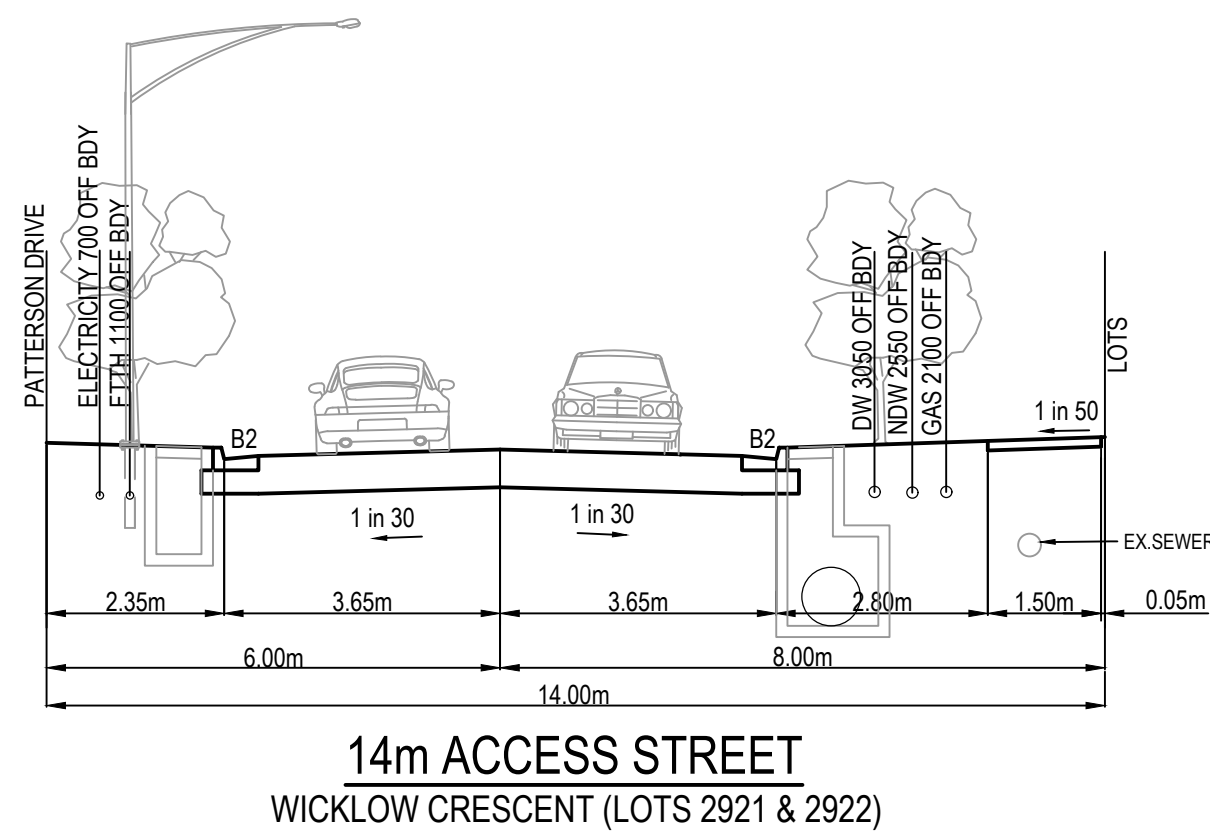 PATTERSON DRIVE
ELECTRICITY 700 OFF BDY
FTTH 1100 OFF BDY
DW 3050 OFF BDY
NDW 2550 OFF BDY
GAS 2100 OFF BDY
LOTS
B2
B2
1 in 50
1 in 30
1 in 30
EX.SEWER
2.35m
3.65m
3.65m
2.80m
1.50m
0.05m
6.00m
8.00m
14.00m
14m ACCESS STREET
WICKLOW CRESCENT (LOTS 2921 & 2922)